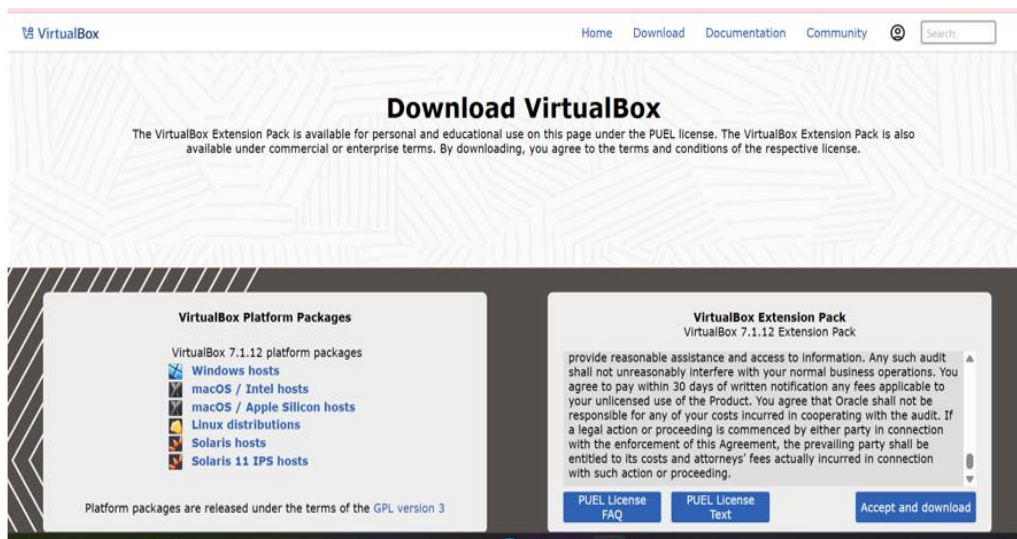 VirtualBox
Home Download Documentation Community Search:
Download VirtualBox
The VirtualBox Extension Pack is available for personal and educational use on this page under the PUEL license. The VirtualBox Extension Pack is also
available under commercial or enterprise terms. By downloading, you agree to the terms and conditions of the respective license.
VirtualBox Platform Packages
VirtualBox 7.1.12 platform packages
Windows hosts
macOS / Intel hosts
macOS / Apple Silicon hosts
Linux distributions
Solaris hosts
Solaris 11 IPS hosts
Platform packages are released under the terms of the GPL version 3
VirtualBox Extension Pack
VirtualBox 7.1.12 Extension Pack
provide reasonable assistance and access to information. Any such audit
shall not unreasonably interfere with your normal business operations. You
agree to pay within 30 days of written notification any fees applicable to
your unlicensed use of the Product. You agree that Oracle shall not be
responsible for any of your costs incurred in cooperating with the audit. If
a legal action or proceeding is commenced by either party in connection
with the enforcement of this Agreement, the prevailing party shall be
entitled to its costs and attorneys' fees actually incurred in connection
with such action or proceeding.
PUEL License
FAQ
PUEL License
Text
Accept and download